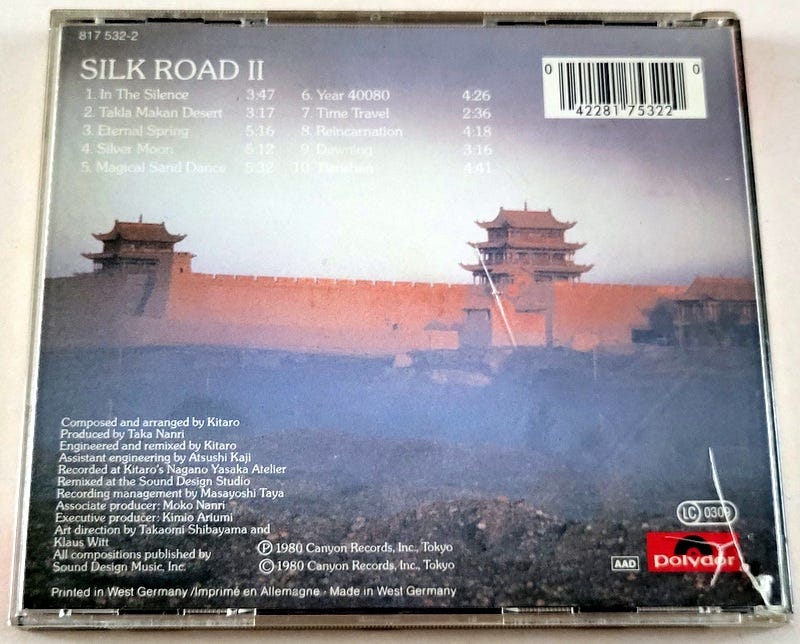 817 532-2
SILK ROAD II
1. In The Silence 3:47
2. Takla Makan Desert 3:17
3. Eternal Spring 5:16
4. Silver Moon 5:12
5. Magical Sand Dance 5:32
6. Year 40080 4:26
7. Time Travel 2:36
8. Reincarnation 4:18
9. Dawning 3:16
10. Tienshan 4:41
0 42281 75322 0
Composed and arranged by Kitaro
Produced by Taka Nanri
Engineered and remixed by Kitaro
Assistant engineering by Atsushi Kaji
Recorded at Kitaro's Nagano Yasaka Atelier
Remixed at the Sound Design Studio
Recording management by Masayoshi Taya
Associate producer: Moko Nanri
Executive producer: Kimio Ariumi
Art direction by Takaomi Shibayama and
Klaus Witt
All compositions published by
Sound Design Music, Inc.
Ⓟ 1980 Canyon Records, Inc., Tokyo
© 1980 Canyon Records, Inc., Tokyo
LC 0309
AAD
polydor
Printed in West Germany / Imprimé en Allemagne · Made in West Germany